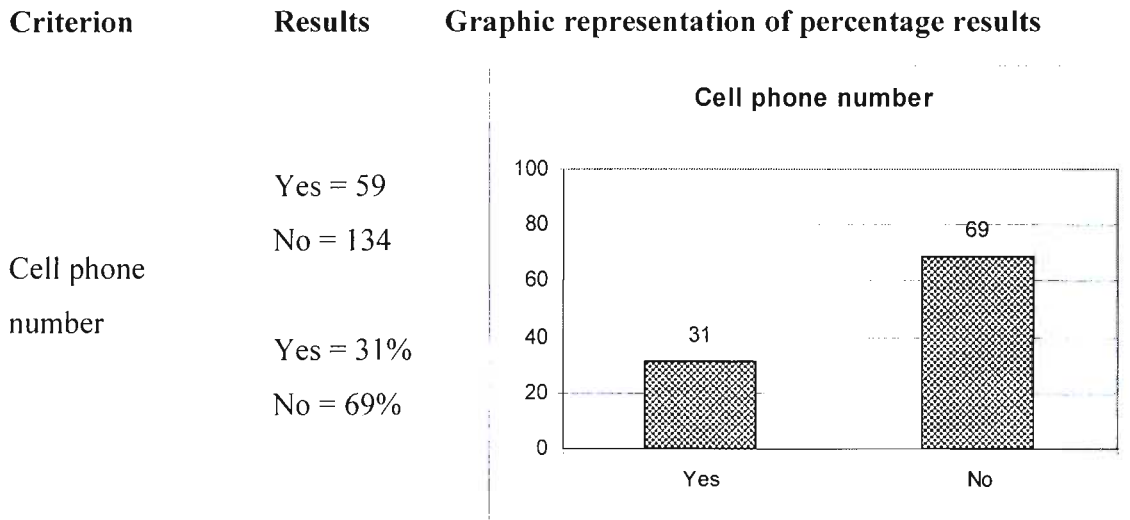 Criterion Results Graphic representation of percentage results
Cell phone number
Yes = 59
No = 134
Cell phone
number
Yes = 31%
No = 69%
100
80
60
40
20
0
31
69
Yes No